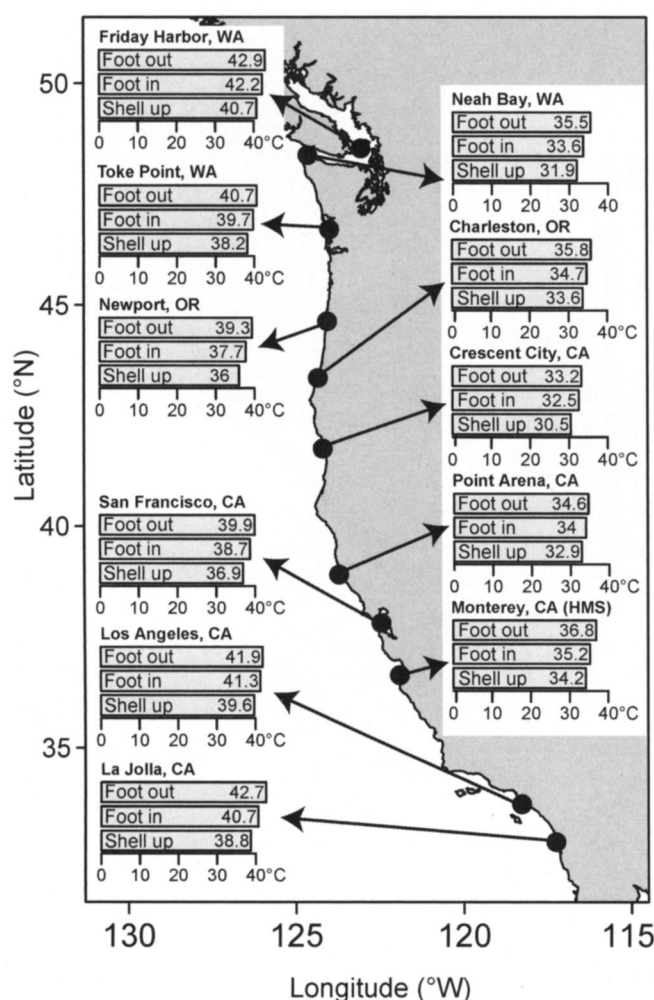 Friday Harbor, WA
Foot out 42.9
Foot in 42.2
Shell up 40.7
0 10 20 30 40°C
Toke Point, WA
Foot out 40.7
Foot in 39.7
Shell up 38.2
0 10 20 30 40°C
Newport, OR
Foot out 39.3
Foot in 37.7
Shell up 36
0 10 20 30 40°C
San Francisco, CA
Foot out 39.9
Foot in 38.7
Shell up 36.9
0 10 20 30 40°C
Los Angeles, CA
Foot out 41.9
Foot in 41.3
Shell up 39.6
0 10 20 30 40°C
La Jolla, CA
Foot out 42.7
Foot in 40.7
Shell up 38.8
0 10 20 30 40°C
Neah Bay, WA
Foot out 35.5
Foot in 33.6
Shell up 31.9
0 10 20 30 40
Charleston, OR
Foot out 35.8
Foot in 34.7
Shell up 33.6
0 10 20 30 40°C
Crescent City, CA
Foot out 33.2
Foot in 32.5
Shell up 30.5
0 10 20 30 40°C
Point Arena, CA
Foot out 34.6
Foot in 34
Shell up 32.9
0 10 20 30 40°C
Monterey, CA (HMS)
Foot out 36.8
Foot in 35.2
Shell up 34.2
0 10 20 30 40°C
50
45
40
35
Latitude (°N)
130 125 120 115
Longitude (°W)